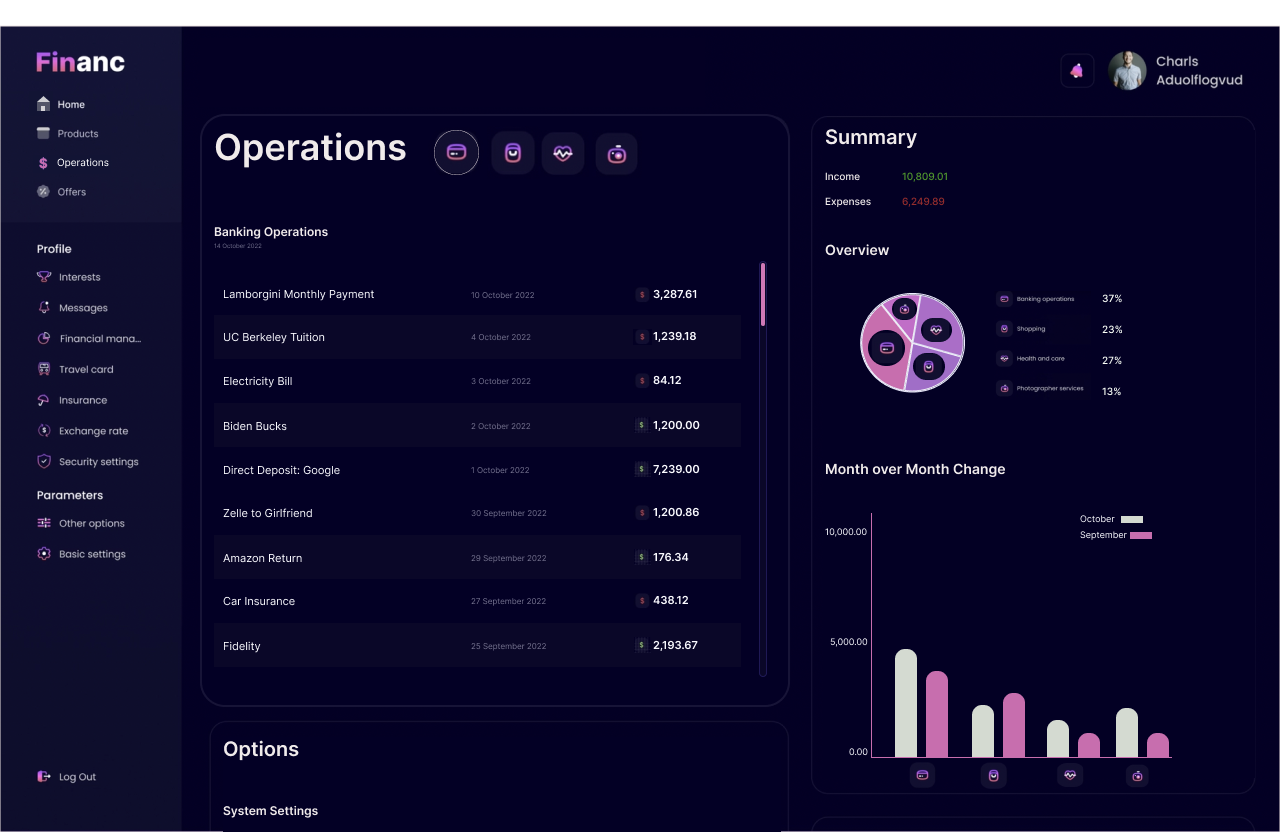 Financ
Home
Products
Operations
Offers
Profile
Interests
Messages
Financial mana...
Travel card
Insurance
Exchange rate
Security settings
Parameters
Other options
Basic settings
Log Out
Charls
Aduolflogvud
Operations
Banking Operations
14 October 2022
Lamborgini Monthly Payment 10 October 2022 $ 3,287.61
UC Berkeley Tuition 4 October 2022 $ 1,239.18
Electricity Bill 3 October 2022 $ 84.12
Biden Bucks 2 October 2022 $ 1,200.00
Direct Deposit: Google 1 October 2022 $ 7,239.00
Zelle to Girlfriend 30 September 2022 $ 1,200.86
Amazon Return 29 September 2022 $ 176.34
Car Insurance 27 September 2022 $ 438.12
Fidelity 25 September 2022 $ 2,193.67
Options
System Settings
Summary
Income 10,809.01
Expenses 6,249.89
Overview
Banking operations 37%
Shopping 23%
Health and care 27%
Photographer services 13%
Month over Month Change
October
September
10,000.00
5,000.00
0.00